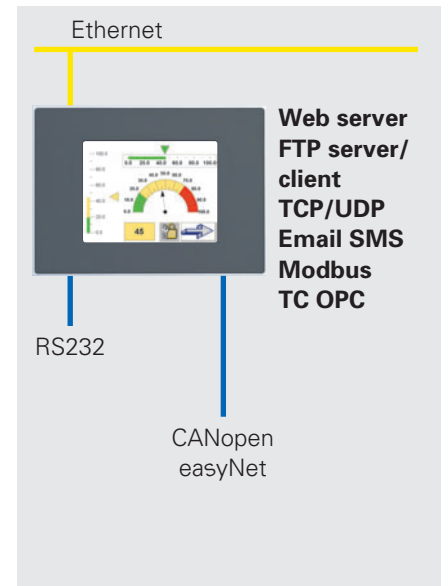 Ethernet
Web server
FTP server/
client
TCP/UDP
Email SMS
Modbus
TC OPC
45
RS232
CANopen
easyNet